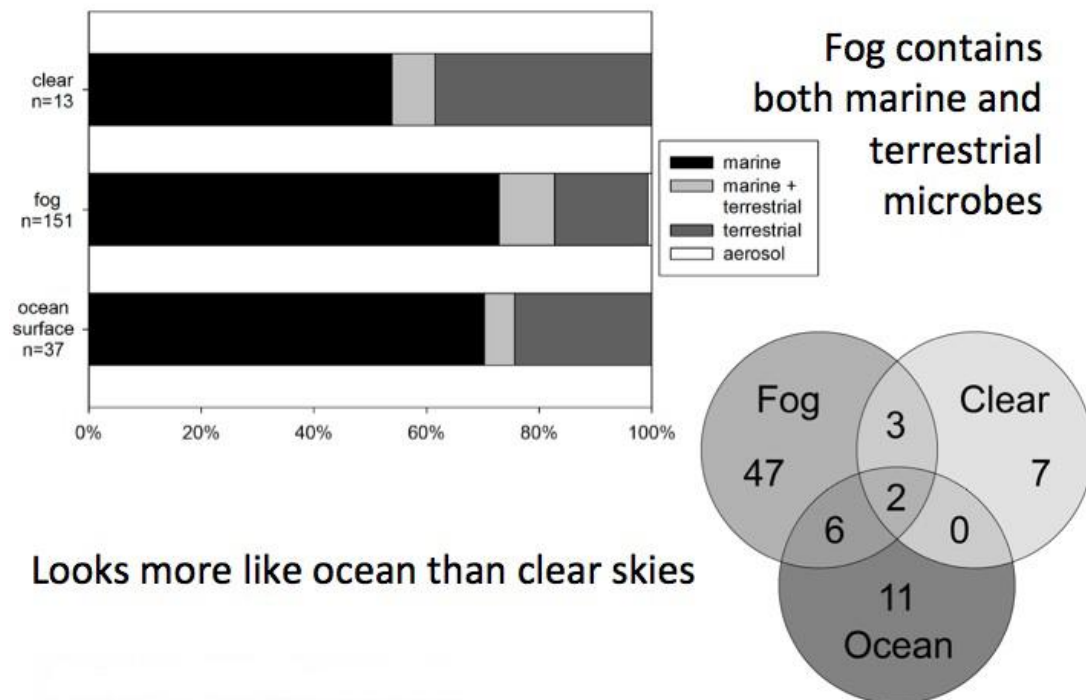 clear
n=13
fog
n=151
ocean
surface
n=37
0%
20%
40%
60%
80%
100%
marine
marine +
terrestrial
terrestrial
aerosol
Fog contains
both marine and
terrestrial
microbes
Looks more like ocean than clear skies
Fog
Clear
3
47
7
2
6
0
11
Ocean